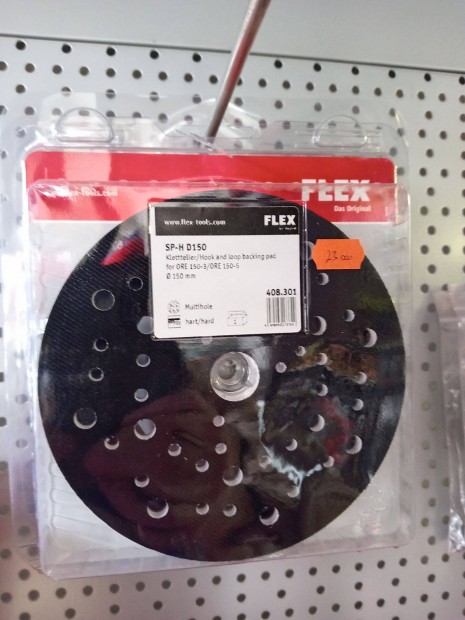 FLEX
Das Original
www.flex-tools.com
FLEX
SP-H D150
Klettteller/Hook and loop backing pad
for ORE 150-3/ORE 150-5
Ø 150 mm
408.301
Multihole
hart/hard